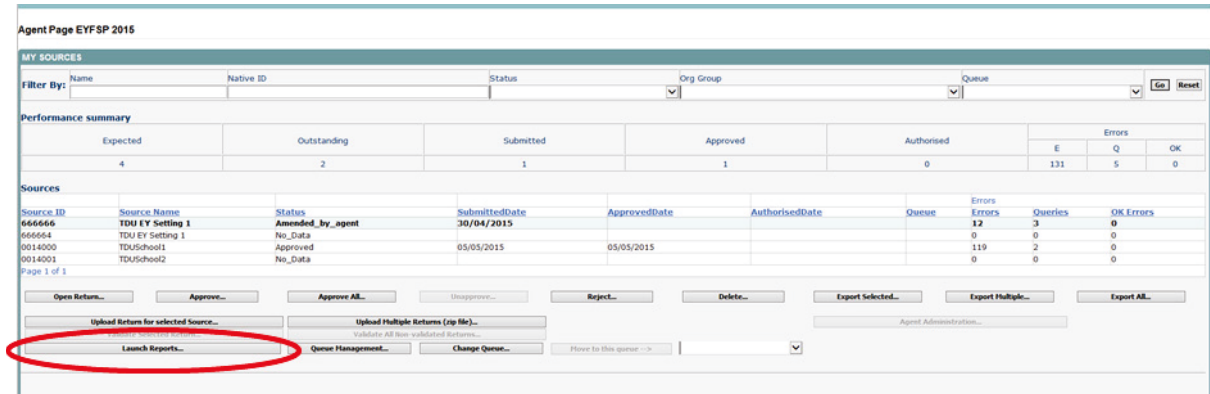 Agent Page EYFSP 2015
MY SOURCES
Filter By: Name Native ID Status Org Group Queue Go Reset
Performance summary
Expected Outstanding Submitted Approved Authorised Errors
E Q OK
4 2 1 1 0 131 5 0
Sources
Errors
Source ID Source Name Status SubmittedDate ApprovedDate AuthorisedDate Queue Errors Queries OK Errors
666666 TDU EY Setting 1 Amended_by_agent 30/04/2015 12 3 0
666664 TDU EY Setting 1 No_Data 0 0 0
0014000 TDUSchool1 Approved 05/05/2015 05/05/2015 119 2 0
0014001 TDUSchool2 No_Data 0 0 0
Page 1 of 1
Open Return... Approve... Approve All... Unapprove... Reject... Delete... Export Selected... Export Multiple... Export All...
Upload Return for selected Source... Upload Multiple Returns (zip file)... Agent Administration...
Validate Selected Return... Validate All Non-validated Returns...
Launch Reports... Queue Management... Change Queue... Move to this queue -->